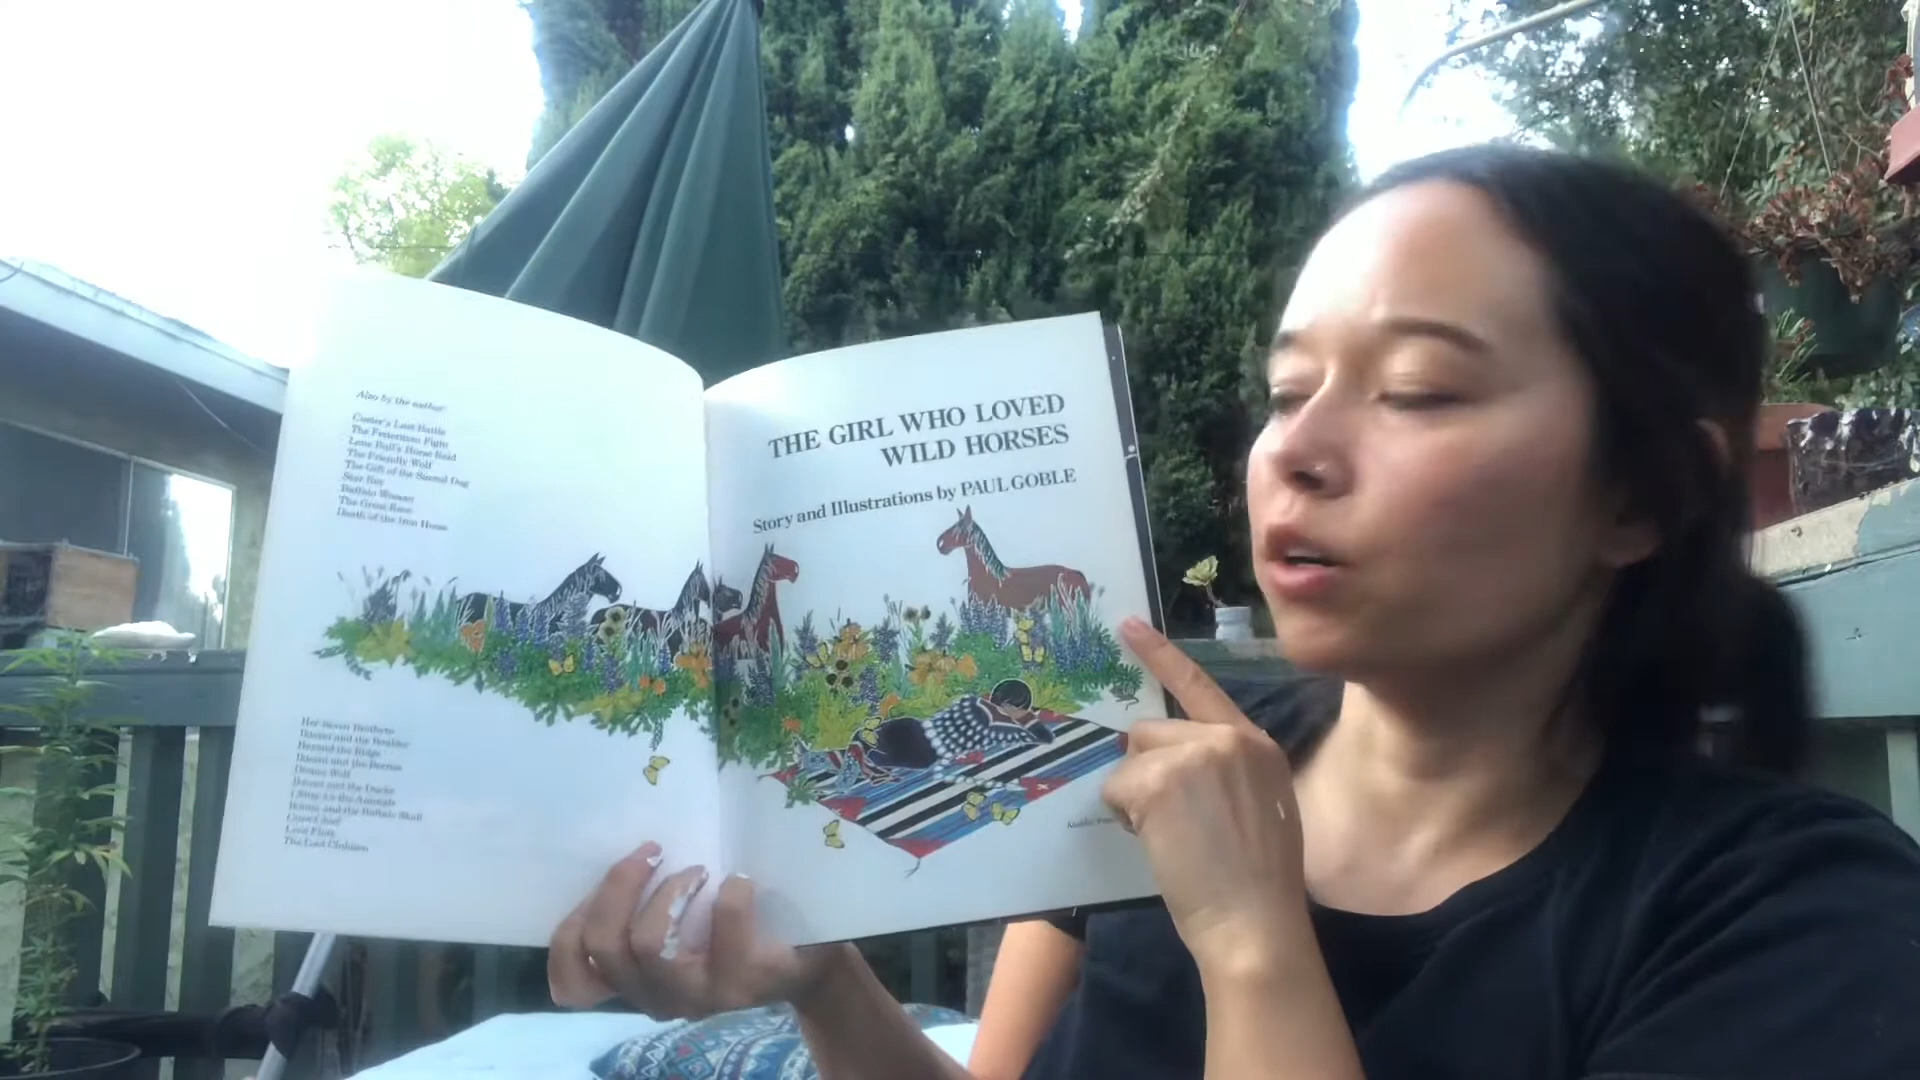 Also by the author
Custer's Last Battle
The Fetterman Fight
Lone Bull's Horse Raid
The Friendly Wolf
The Gift of the Sacred Dog
Star Boy
Buffalo Woman
The Great Race
Death of the Iron Horse
Her Seven Brothers
Iktomi and the Boulder
Beyond the Ridge
Iktomi and the Berries
Dream Wolf
Iktomi and the Ducks
I Sing for the Animals
Iktomi and the Buffalo Skull
Crow Chief
Love Flute
The Lost Children
THE GIRL WHO LOVED
WILD HORSES
Story and Illustrations by PAUL GOBLE